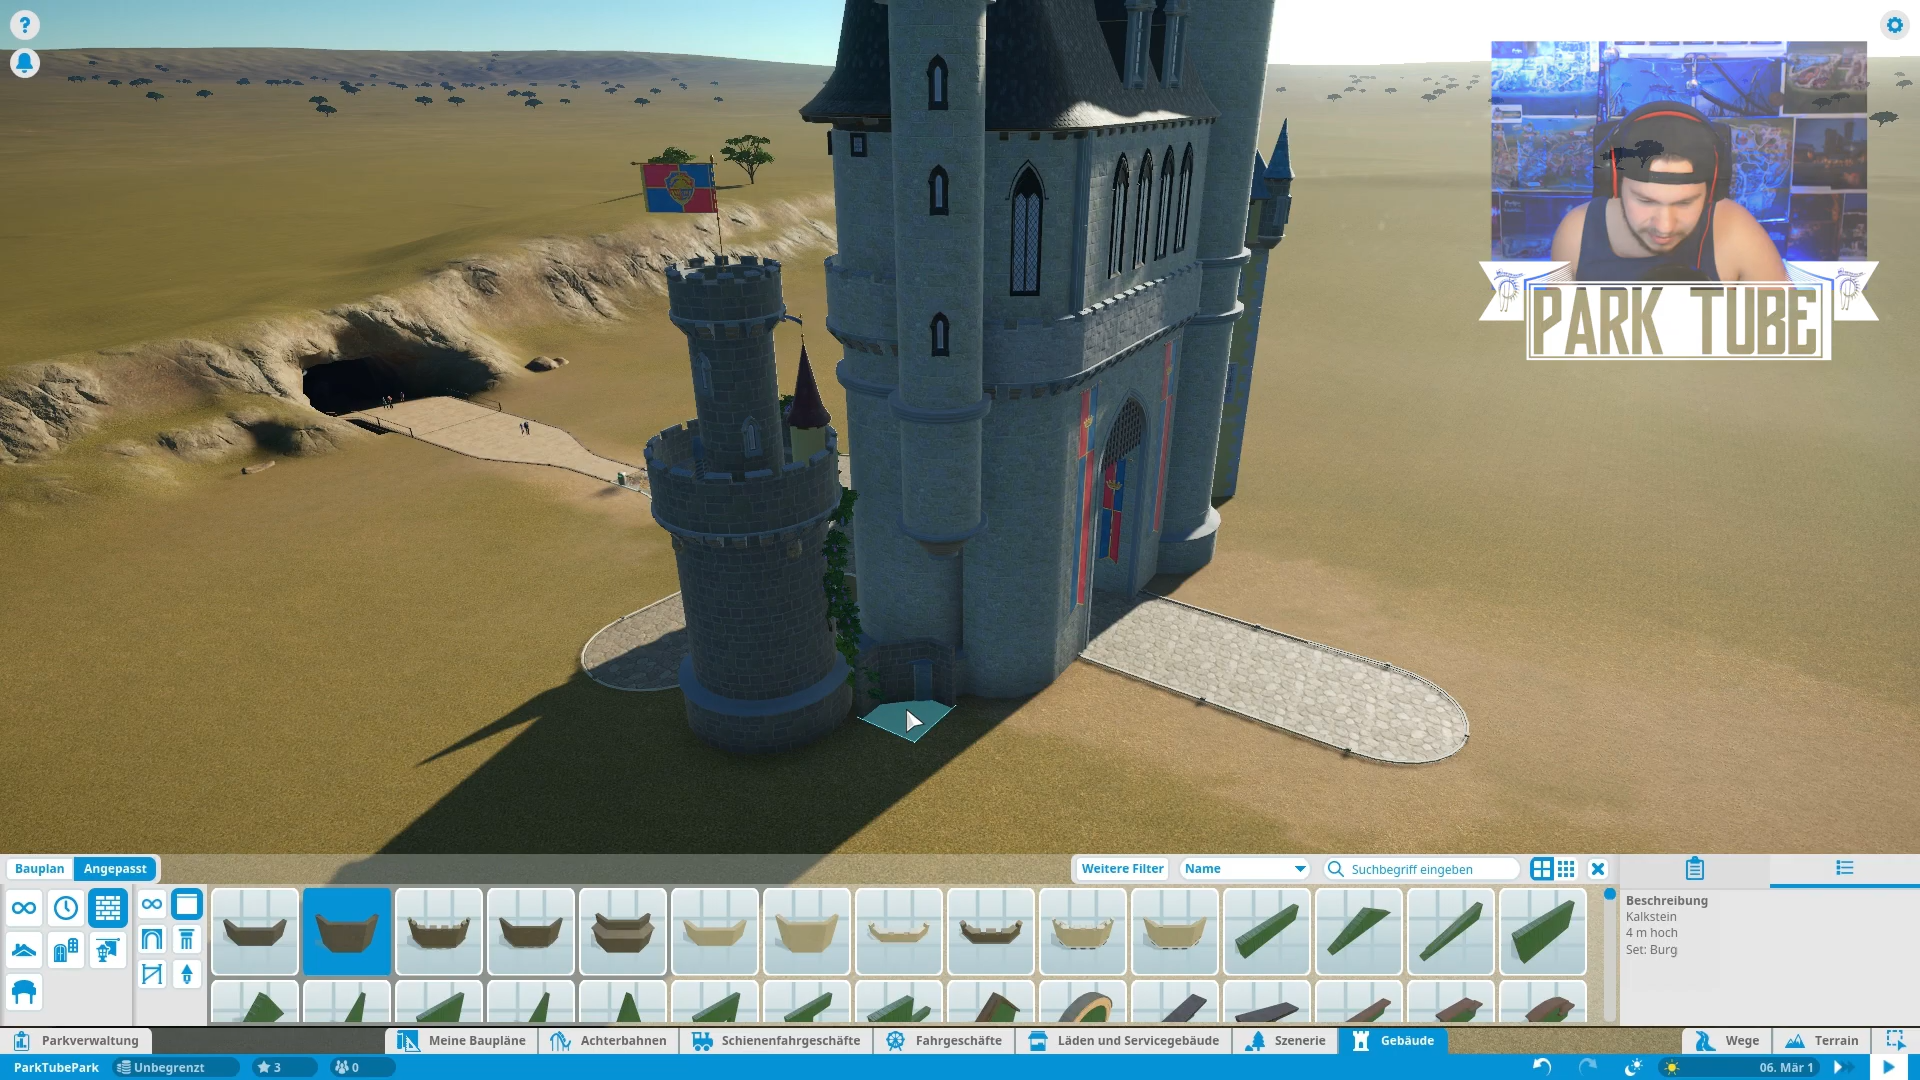 PARK TUBE
Bauplan
Angepasst
Weitere Filter
Name
Suchbegriff eingeben
Beschreibung
Kalkstein
4 m hoch
Set: Burg
Parkverwaltung
Meine Baupläne
Achterbahnen
Schienenfahrgeschäfte
Fahrgeschäfte
Läden und Servicegebäude
Szenerie
Gebäude
Wege
Terrain
ParkTubePark
Unbegrenzt
3
0
06. Mär 1